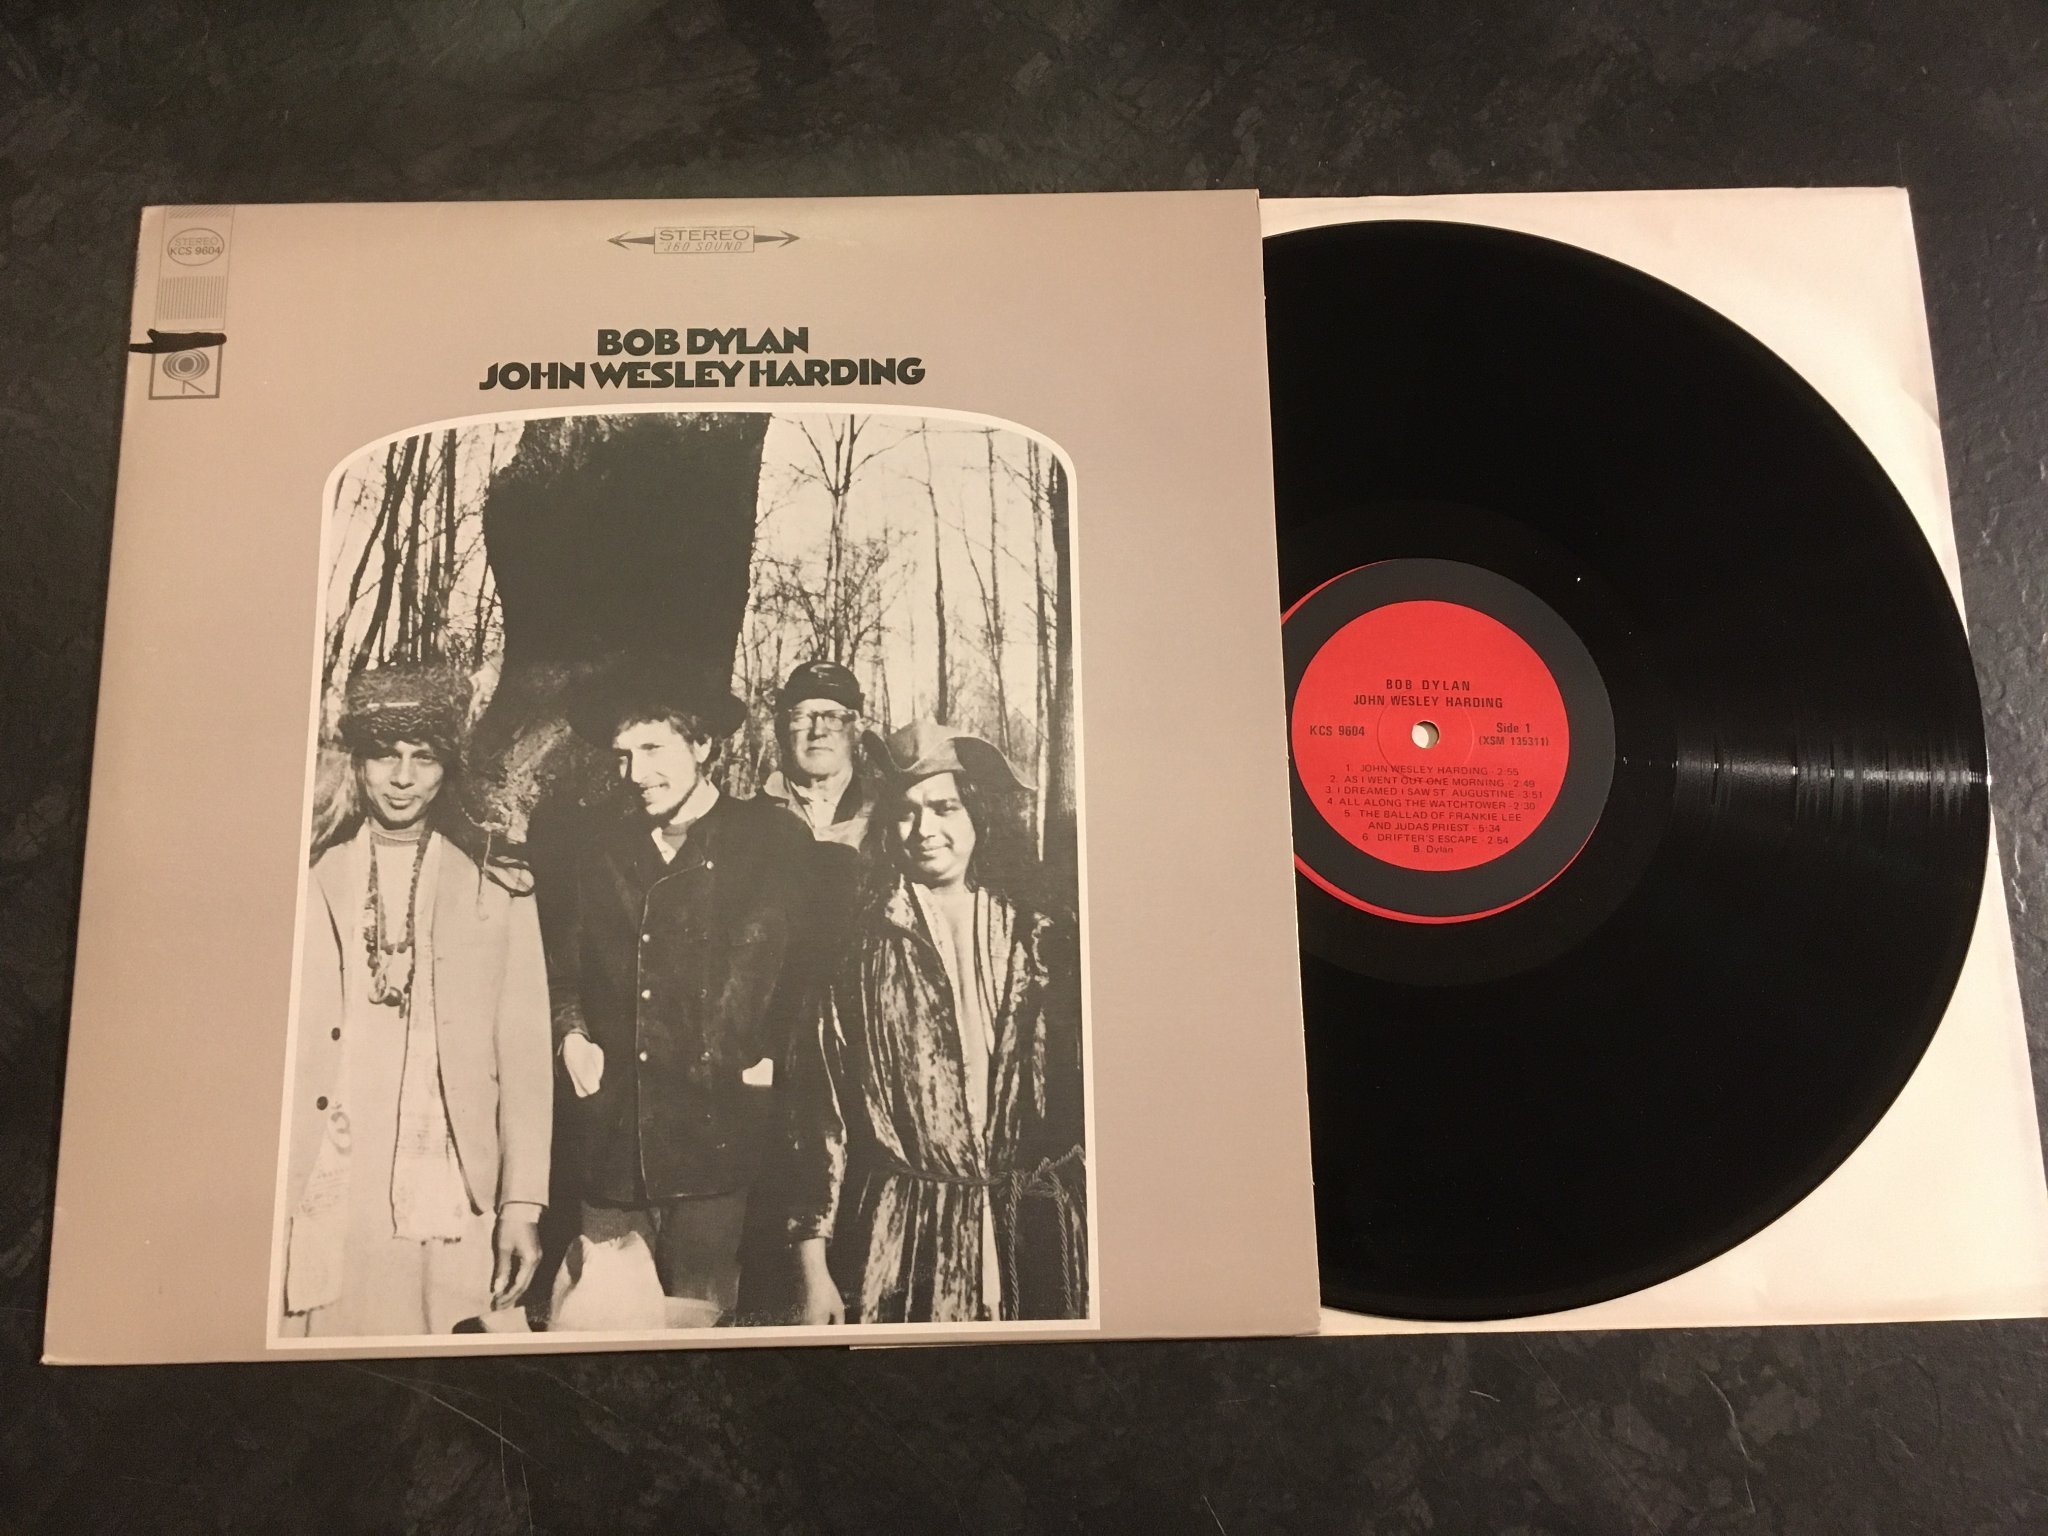 STEREO
KCS 9604
STEREO
"360 SOUND"
BOB DYLAN
JOHN WESLEY HARDING
BOB DYLAN
JOHN WESLEY HARDING
KCS 9604
Side 1
(XSM 135311)
1. JOHN WESLEY HARDING - 2:55
2. AS I WENT OUT ONE MORNING - 2:49
3. I DREAMED I SAW ST. AUGUSTINE - 3:51
4. ALL ALONG THE WATCHTOWER - 2:30
5. THE BALLAD OF FRANKIE LEE
AND JUDAS PRIEST - 5:34
6. DRIFTER'S ESCAPE - 2:54
B. Dylan